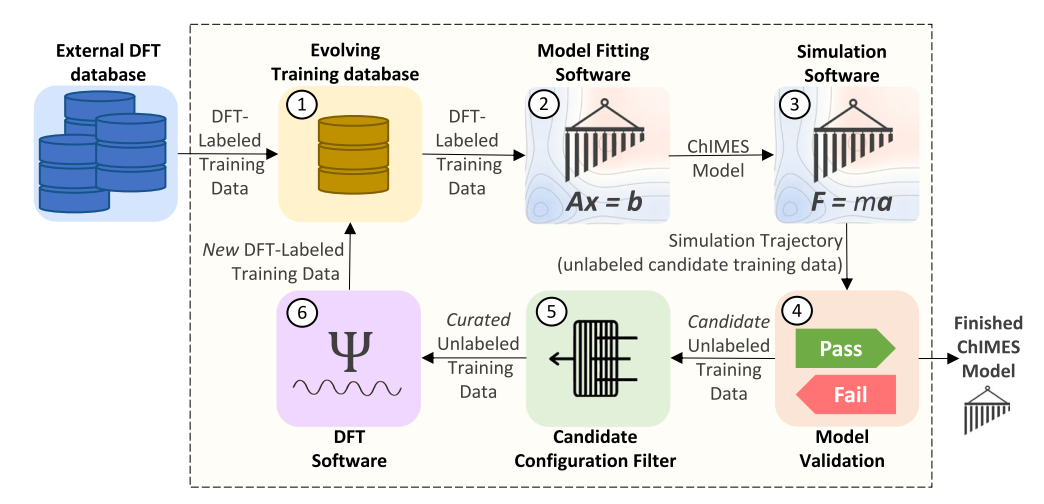 External DFT
database
Evolving
Training database
Model Fitting
Software
Simulation
Software
1
2
3
DFT-
Labeled
Training
Data
DFT-
Labeled
Training
Data
ChIMES
Model
Ax = b
F = ma
New DFT-Labeled
Training Data
Simulation Trajectory
(unlabeled candidate training data)
6
5
4
Ψ
Curated
Unlabeled
Training
Data
Candidate
Unlabeled
Training
Data
Pass
Fail
Finished
ChIMES
Model
DFT
Software
Candidate
Configuration Filter
Model
Validation